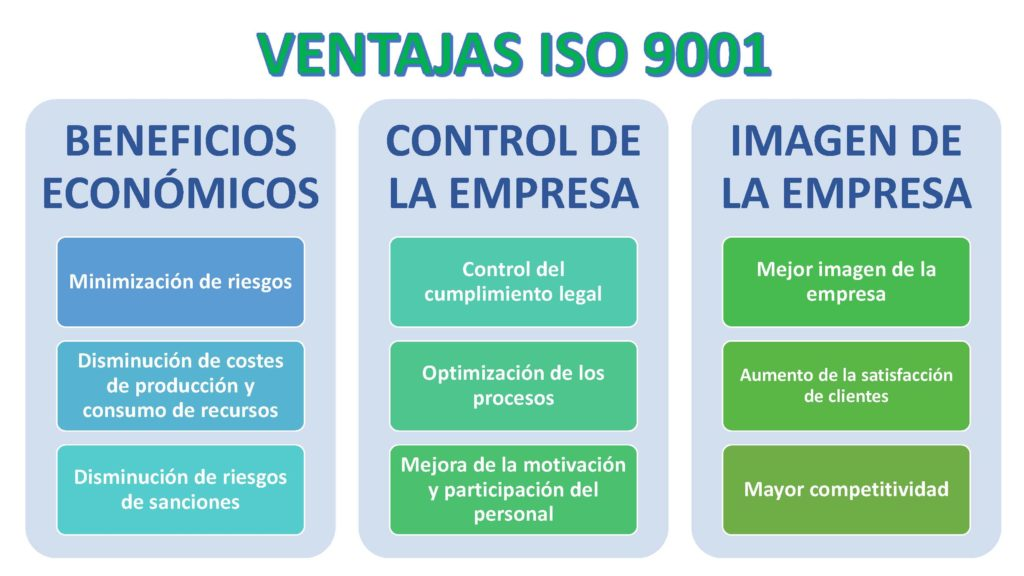 VENTAJAS ISO 9001
BENEFICIOS
ECONÓMICOS
Minimización de riesgos
Disminución de costes
de producción y
consumo de recursos
Disminución de riesgos
de sanciones
CONTROL DE
LA EMPRESA
Control del
cumplimiento legal
Optimización de los
procesos
Mejora de la motivación
y participación del
personal
IMAGEN DE
LA EMPRESA
Mejor imagen de la
empresa
Aumento de la satisfacción
de clientes
Mayor competitividad